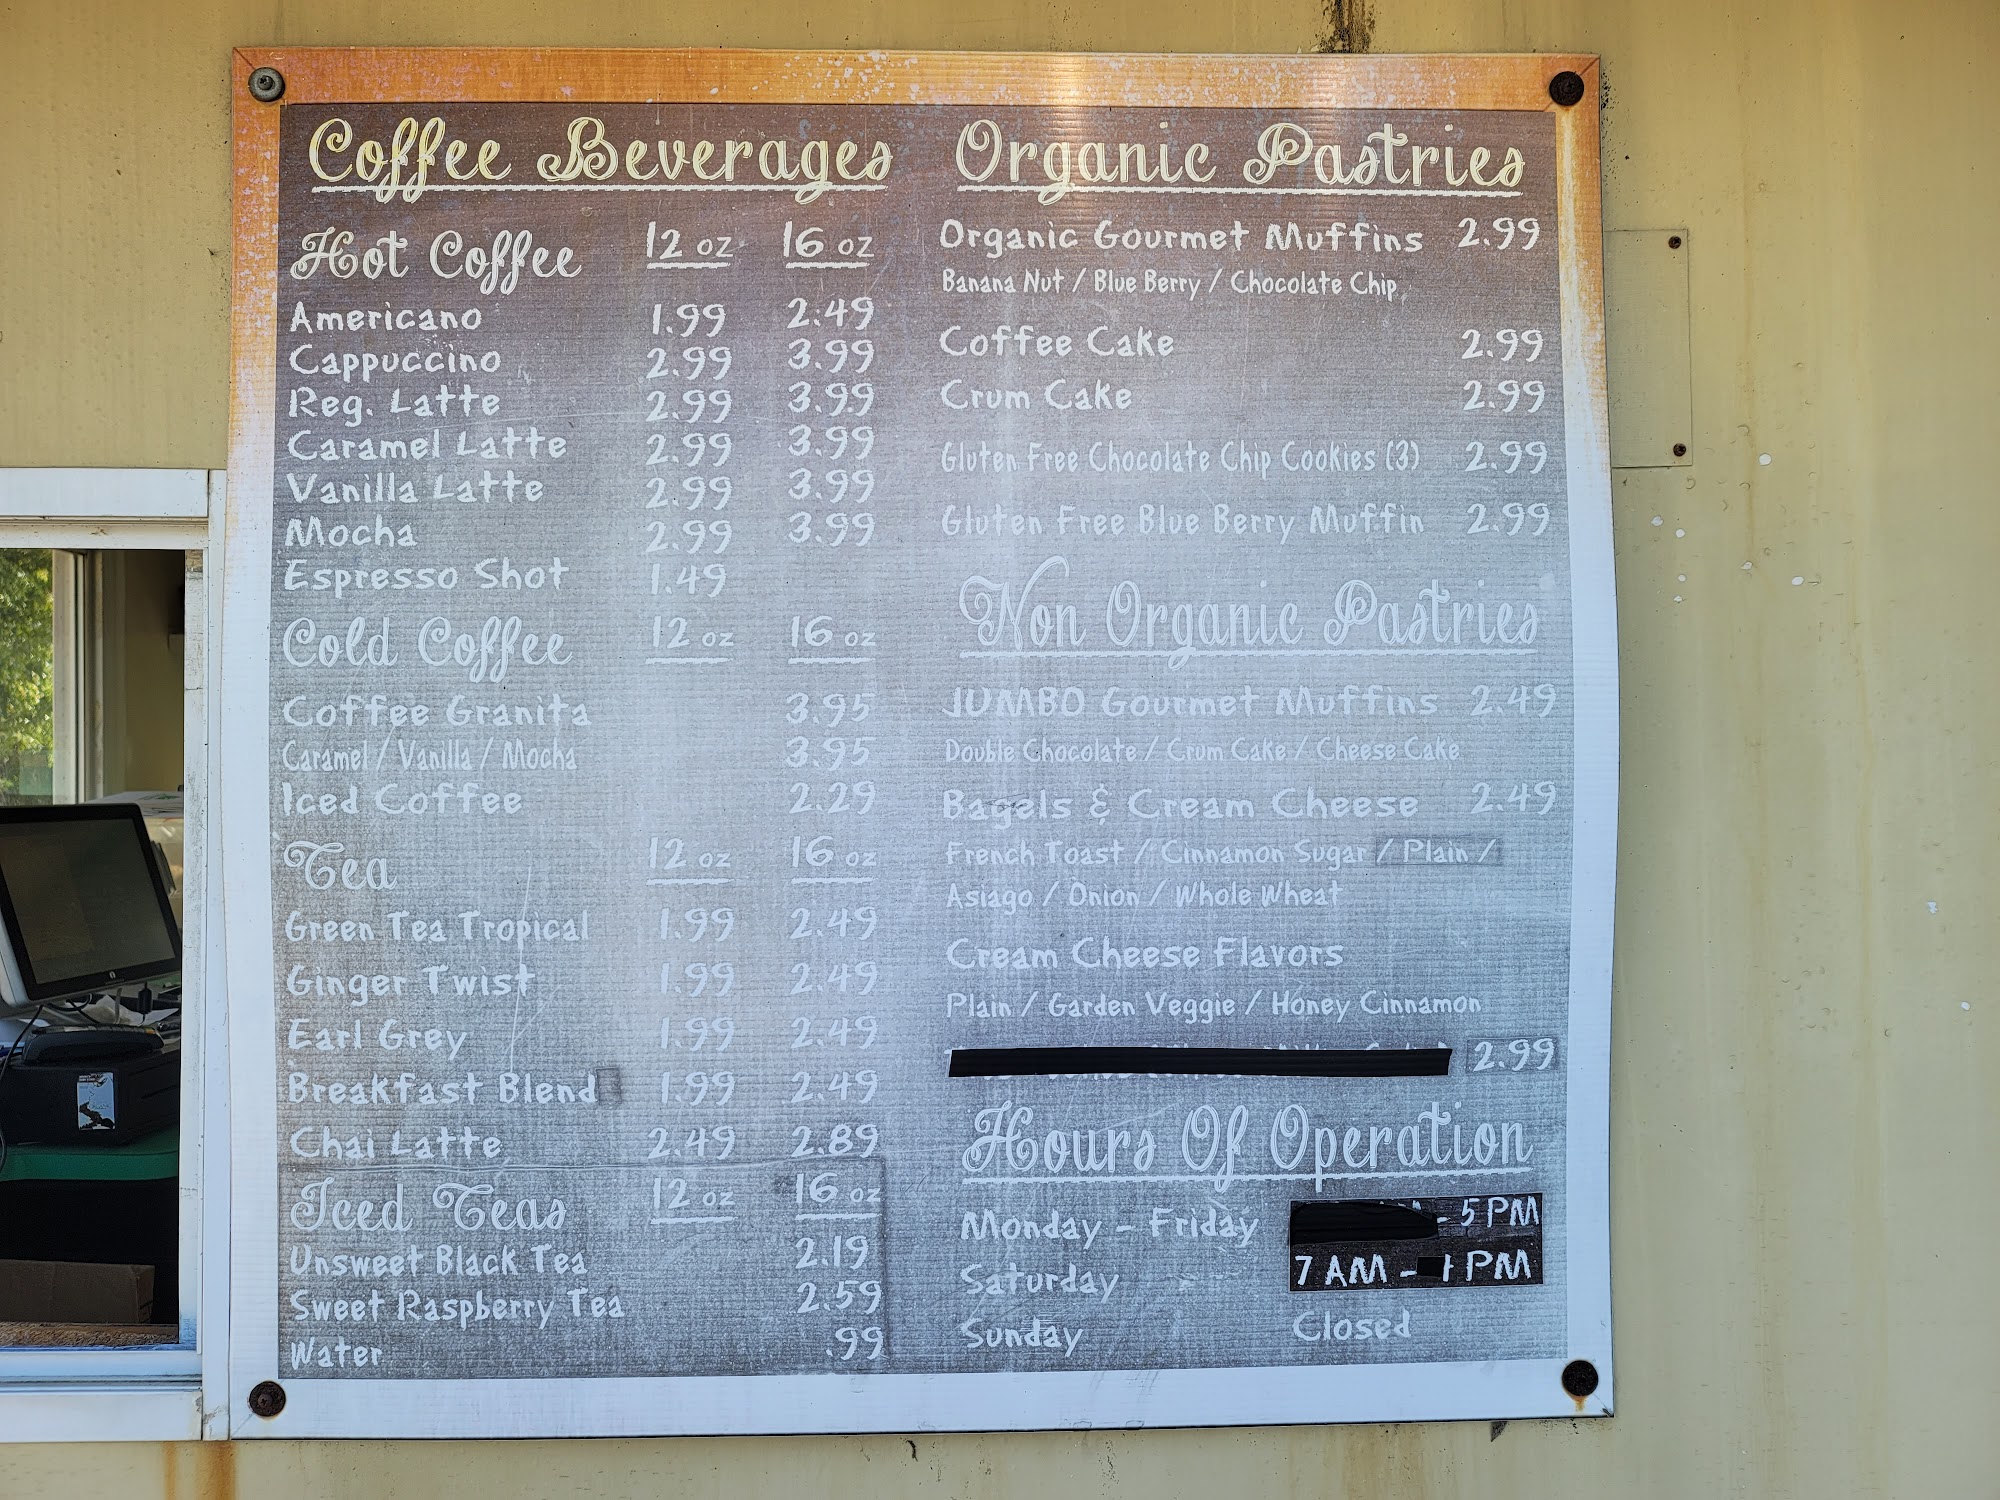 Coffee Beverages
Hot Coffee 12 oz 16 oz
Americano 1.99 2.49
Cappuccino 2.99 3.99
Reg. Latte 2.99 3.99
Caramel Latte 2.99 3.99
Vanilla Latte 2.99 3.99
Mocha 2.99 3.99
Espresso Shot 1.49
Cold Coffee 12 oz 16 oz
Coffee Granita 3.95
Caramel / Vanilla / Mocha 3.95
Iced Coffee 2.29
Tea 12 oz 16 oz
Green Tea Tropical 1.99 2.49
Ginger Twist 1.99 2.49
Earl Grey 1.99 2.49
Breakfast Blend 1.99 2.49
Chai Latte 2.49 2.89
Iced Teas 12 oz 16 oz
Unsweet Black Tea 2.19
Sweet Raspberry Tea 2.59
Water .99
Organic Pastries
Organic Gourmet Muffins 2.99
Banana Nut / Blue Berry / Chocolate Chip
Coffee Cake 2.99
Crum Cake 2.99
Gluten Free Chocolate Chip Cookies (3) 2.99
Gluten Free Blue Berry Muffin 2.99
Non Organic Pastries
JUMBO Gourmet Muffins 2.49
Double Chocolate / Crum Cake / Cheese Cake
Bagels & Cream Cheese 2.49
French Toast / Cinnamon Sugar / Plain /
Asiago / Onion / Whole Wheat
Cream Cheese Flavors
Plain / Garden Veggie / Honey Cinnamon
2.99
Hours Of Operation
Monday - Friday - 5 PM
Saturday 7 AM - 1 PM
Sunday Closed